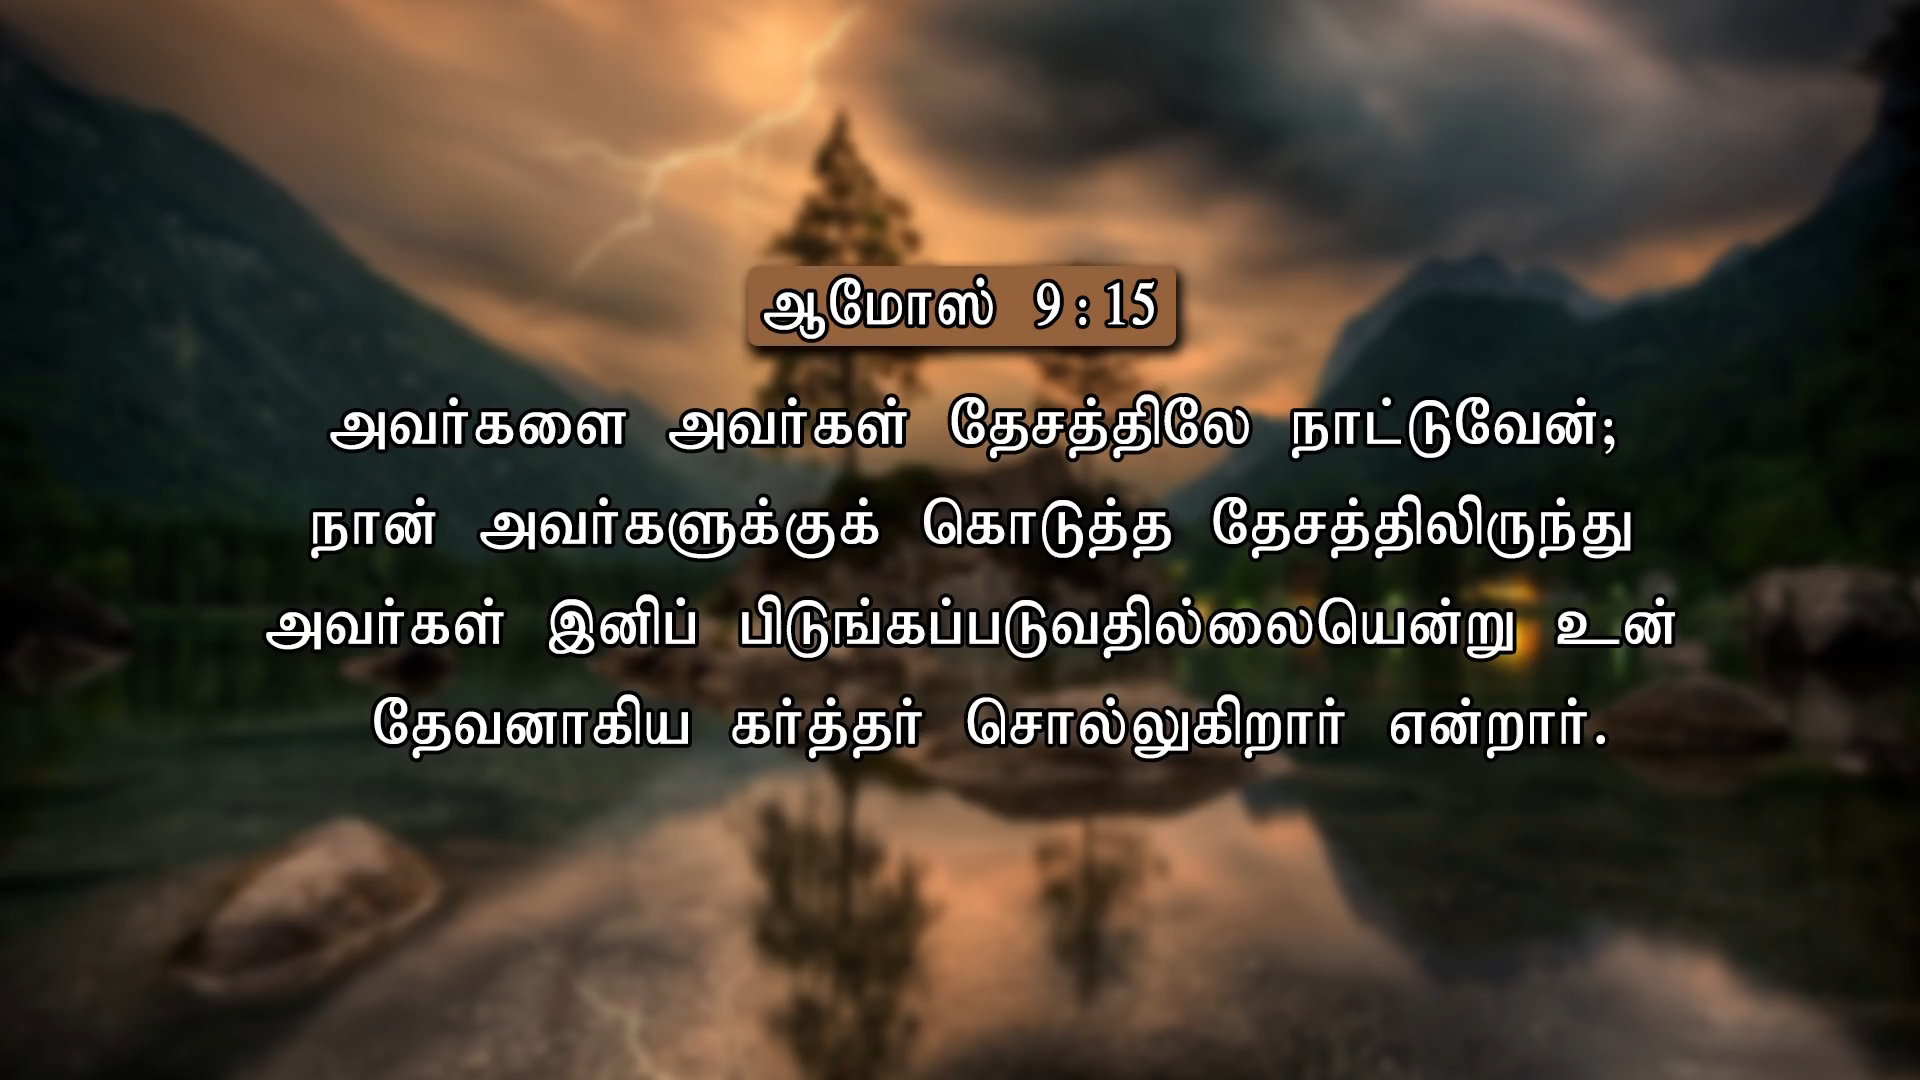 ஆமோஸ் 9:15
அவர்களை அவர்கள் தேசத்திலே நாட்டுவேன்;
நான் அவர்களுக்குக் கொடுத்த தேசத்திலிருந்து
அவர்கள் இனிப் பிடுங்கப்படுவதில்லையென்று உன்
தேவனாகிய கர்த்தர் சொல்லுகிறார் என்றார்.